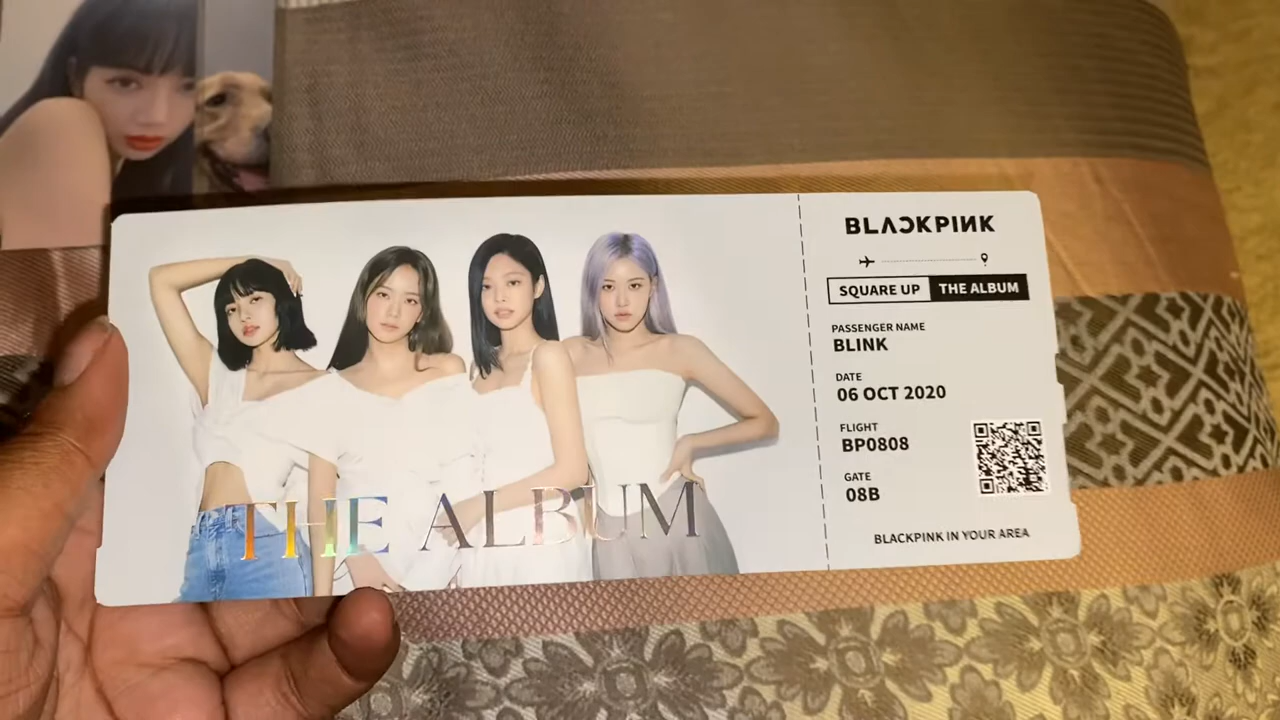 THE ALBUM
BLACKPINK
SQUARE UP THE ALBUM
PASSENGER NAME
BLINK
DATE
06 OCT 2020
FLIGHT
BP0808
GATE
08B
BLACKPINK IN YOUR AREA